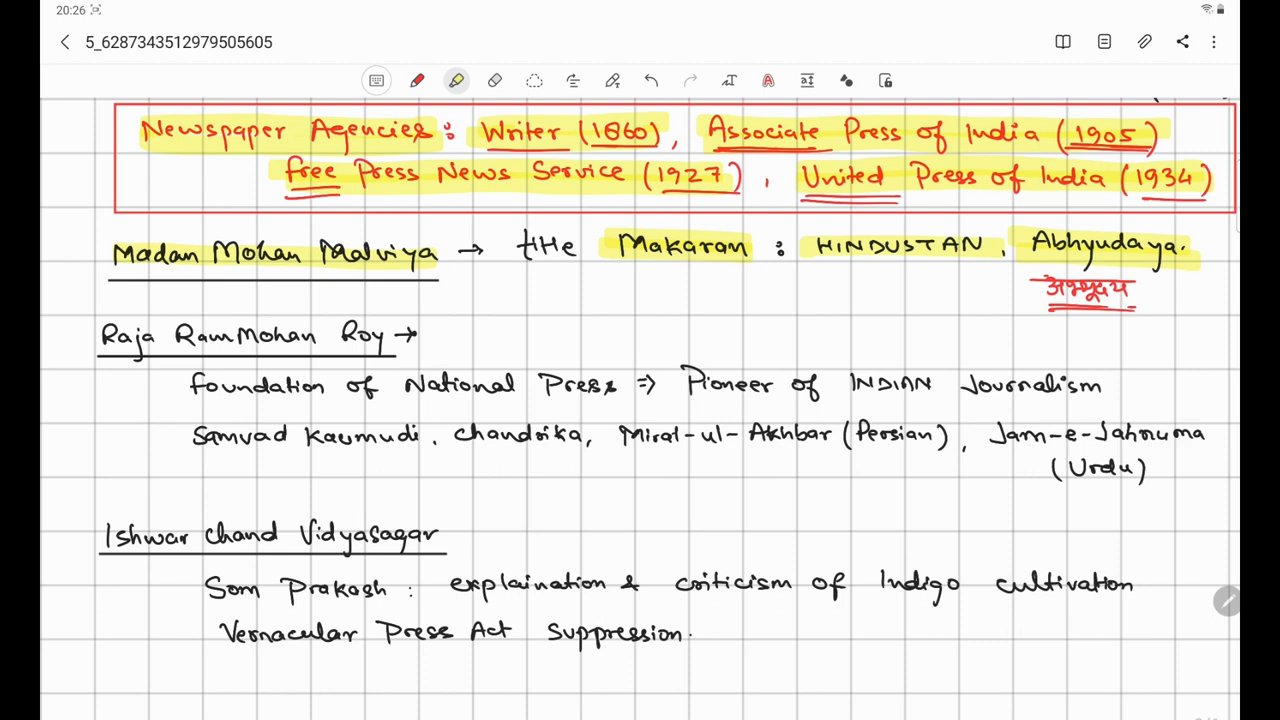 20:26
5_6287343512979505605
Newspaper Agencies: Writer (1860), Associate Press of India (1905)
Free Press News Service (1927), United Press of India (1934)
Madan Mohan Malviya → tHe Makaran : HINDUSTAN, Abhyudaya.
अभ्भूदय
Raja RamMohan Roy →
foundation of National Press ⇒ Pioneer of INDIAN Journalism
Samvad Kaumudi, Chandrika, Miral-ul-Akhbar (Persian), Jam-e-Jahnuma
(Urdu)
Ishwar Chand Vidyasagar
Som Prakash : explaination & criticism of Indigo cultivation
Vernacular Press Act suppression.